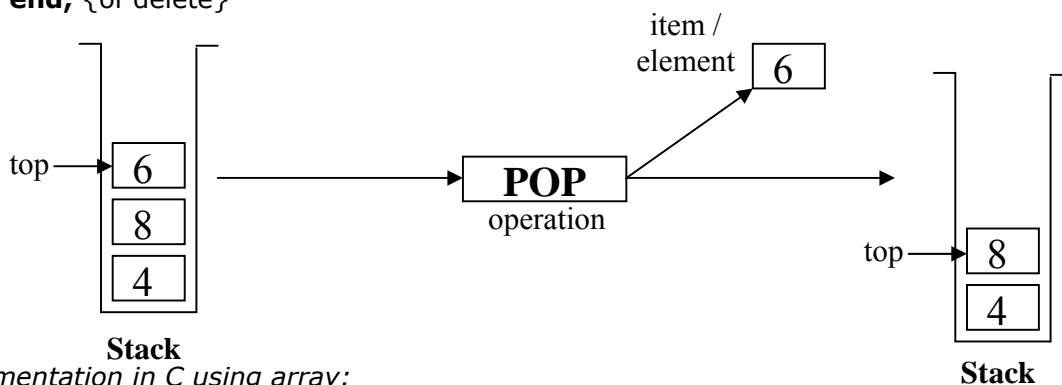 end; {or delete}
item /
element
6
top
6
8
4
POP
operation
top
8
4
Stack
mentation in C using array:
Stack